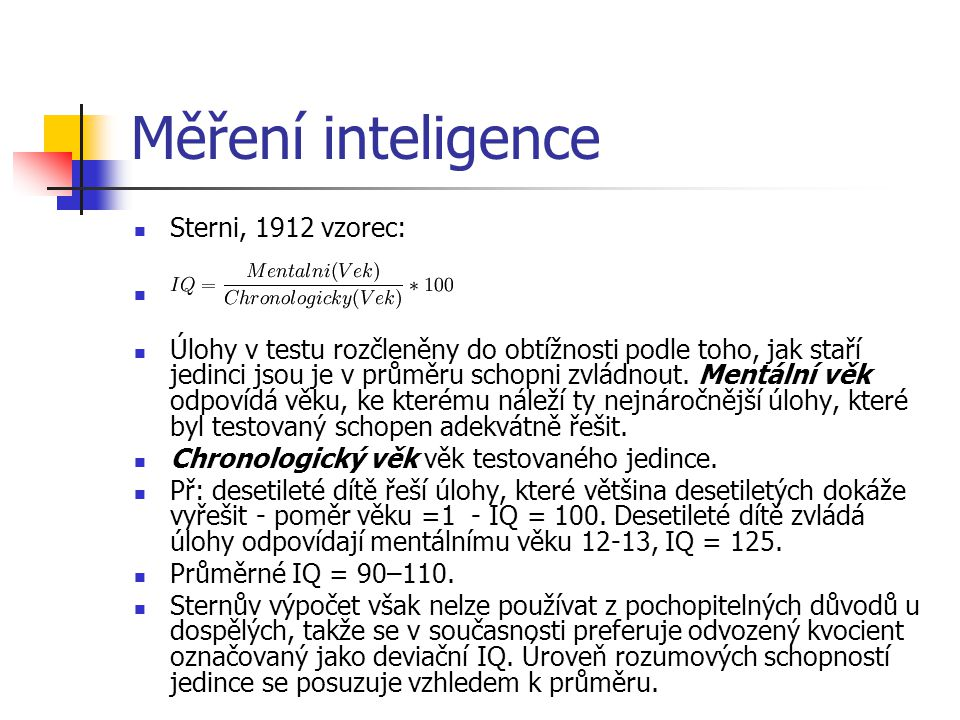 Měření inteligence
Sterni, 1912 vzorec:
IQ = Mentalni(Vek) / Chronologicky(Vek) * 100
Úlohy v testu rozčleněny do obtížnosti podle toho, jak staří
jedinci jsou je v průměru schopni zvládnout. Mentální věk
odpovídá věku, ke kterému náleží ty nejnáročnější úlohy, které
byl testovaný schopen adekvátně řešit.
Chronologický věk věk testovaného jedince.
Př: desetileté dítě řeší úlohy, které většina desetiletých dokáže
vyřešit - poměr věku =1 - IQ = 100. Desetileté dítě zvládá
úlohy odpovídají mentálnímu věku 12-13, IQ = 125.
Průměrné IQ = 90–110.
Sternův výpočet však nelze používat z pochopitelných důvodů u
dospělých, takže se v současnosti preferuje odvozený kvocient
označovaný jako deviační IQ. Úroveň rozumových schopností
jedince se posuzuje vzhledem k průměru.